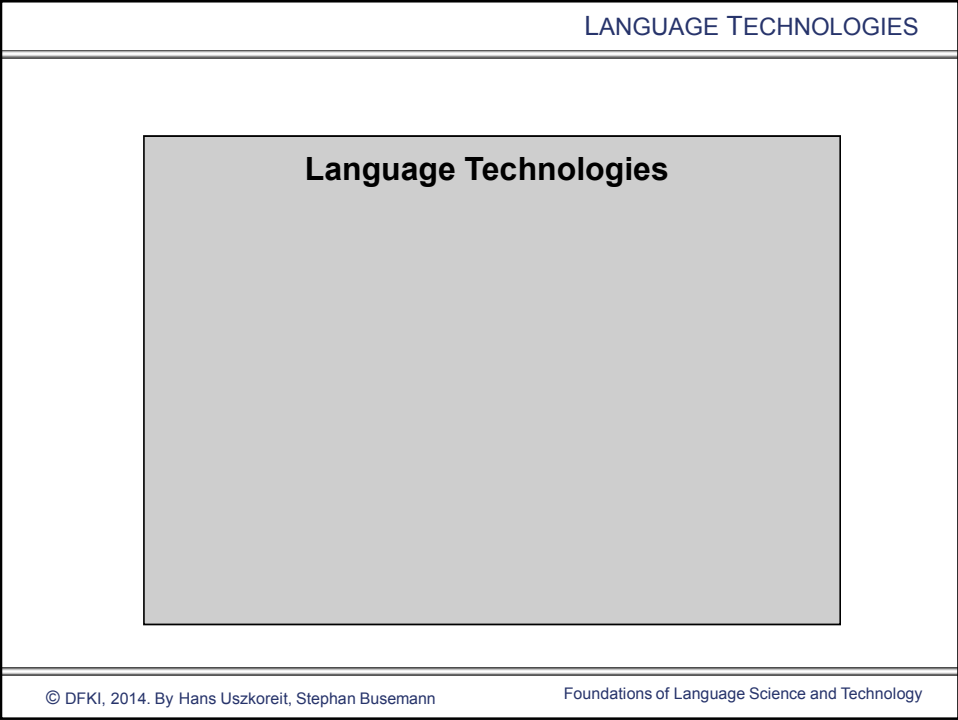 LANGUAGE TECHNOLOGIES
Language Technologies
© DFKI, 2014. By Hans Uszkoreit, Stephan Busemann
Foundations of Language Science and Technology